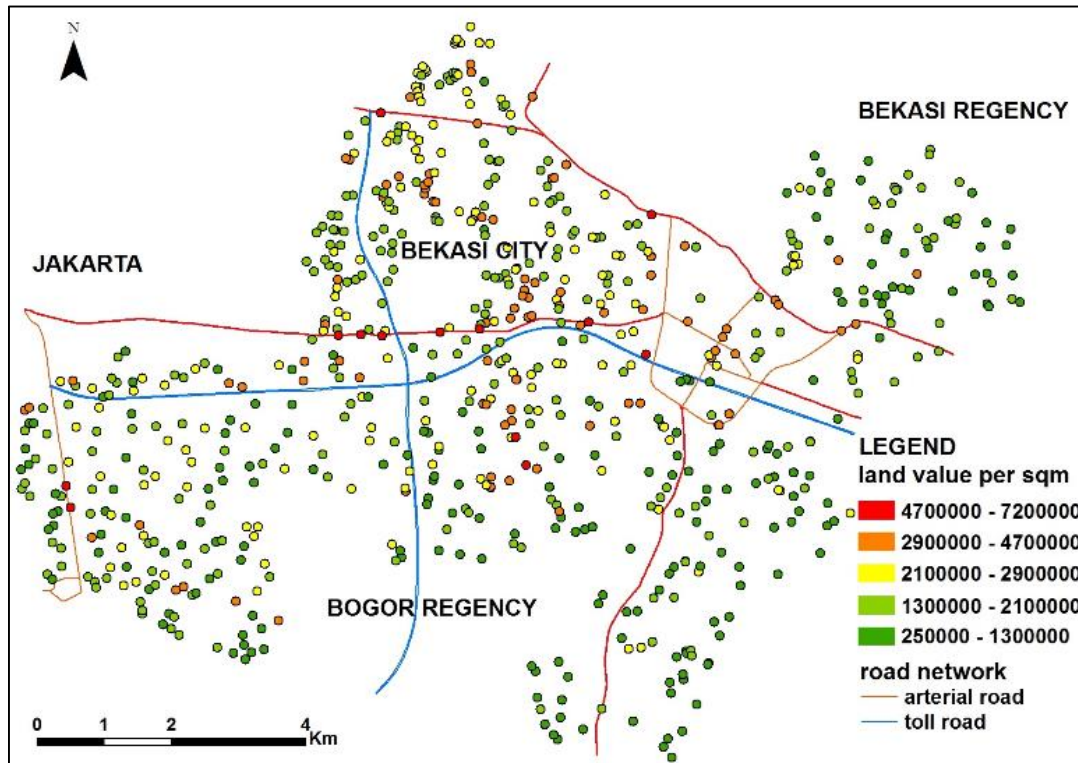 N
BEKASI REGENCY
BEKASI CITY
JAKARTA
BOGOR REGENCY
LEGEND
land value per sqm
4700000 - 7200000
2900000 - 4700000
2100000 - 2900000
1300000 - 2100000
250000 - 1300000
road network
arterial road
toll road
0 1 2 4
Km